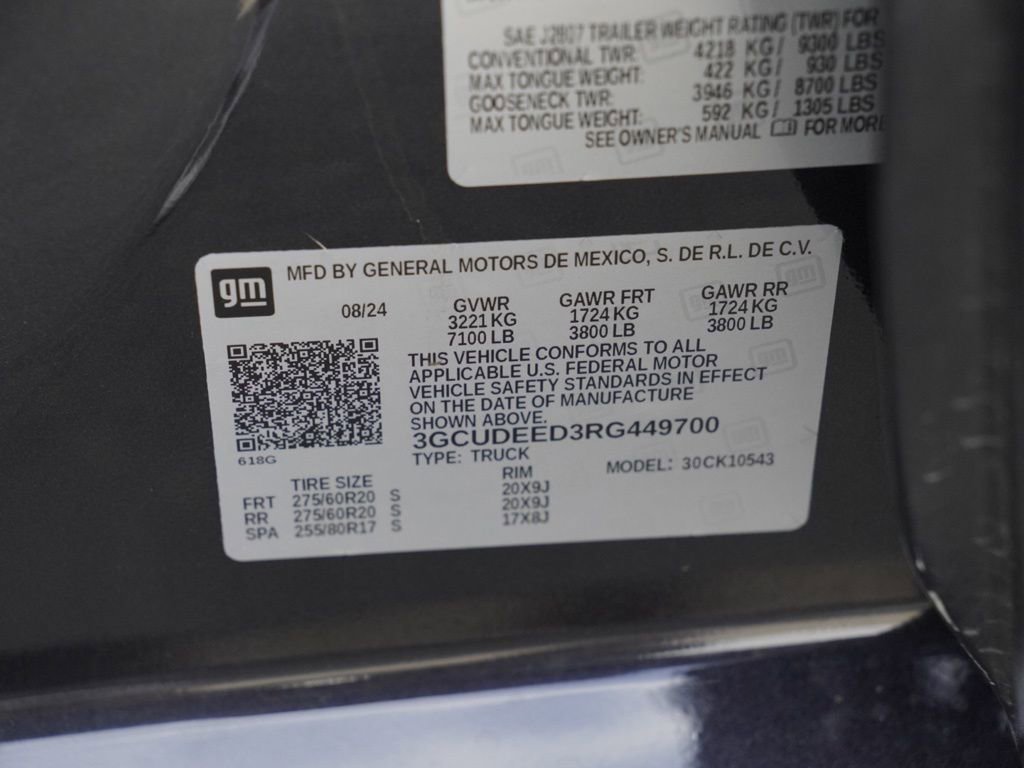 SAE J2807 TRAILER WEIGHT RATING (TWR) FOR
CONVENTIONAL TWR: 4218 KG/ 9300 LBS
MAX TONGUE WEIGHT: 422 KG/ 930 LBS
GOOSENECK TWR: 3946 KG/ 8700 LBS
MAX TONGUE WEIGHT: 592 KG/ 1305 LBS
SEE OWNER'S MANUAL FOR MORE
gm
MFD BY GENERAL MOTORS DE MEXICO, S. DE R.L. DE C.V.
08/24
GVWR GAWR FRT GAWR RR
3221 KG 1724 KG 1724 KG
7100 LB 3800 LB 3800 LB
THIS VEHICLE CONFORMS TO ALL
APPLICABLE U.S. FEDERAL MOTOR
VEHICLE SAFETY STANDARDS IN EFFECT
ON THE DATE OF MANUFACTURE
SHOWN ABOVE.
3GCUDEED3RG449700
618G
TYPE: TRUCK MODEL: 30CK10543
TIRE SIZE RIM
FRT 275/60R20 S 20X9J
RR 275/60R20 S 20X9J
SPA 255/80R17 S 17X8J